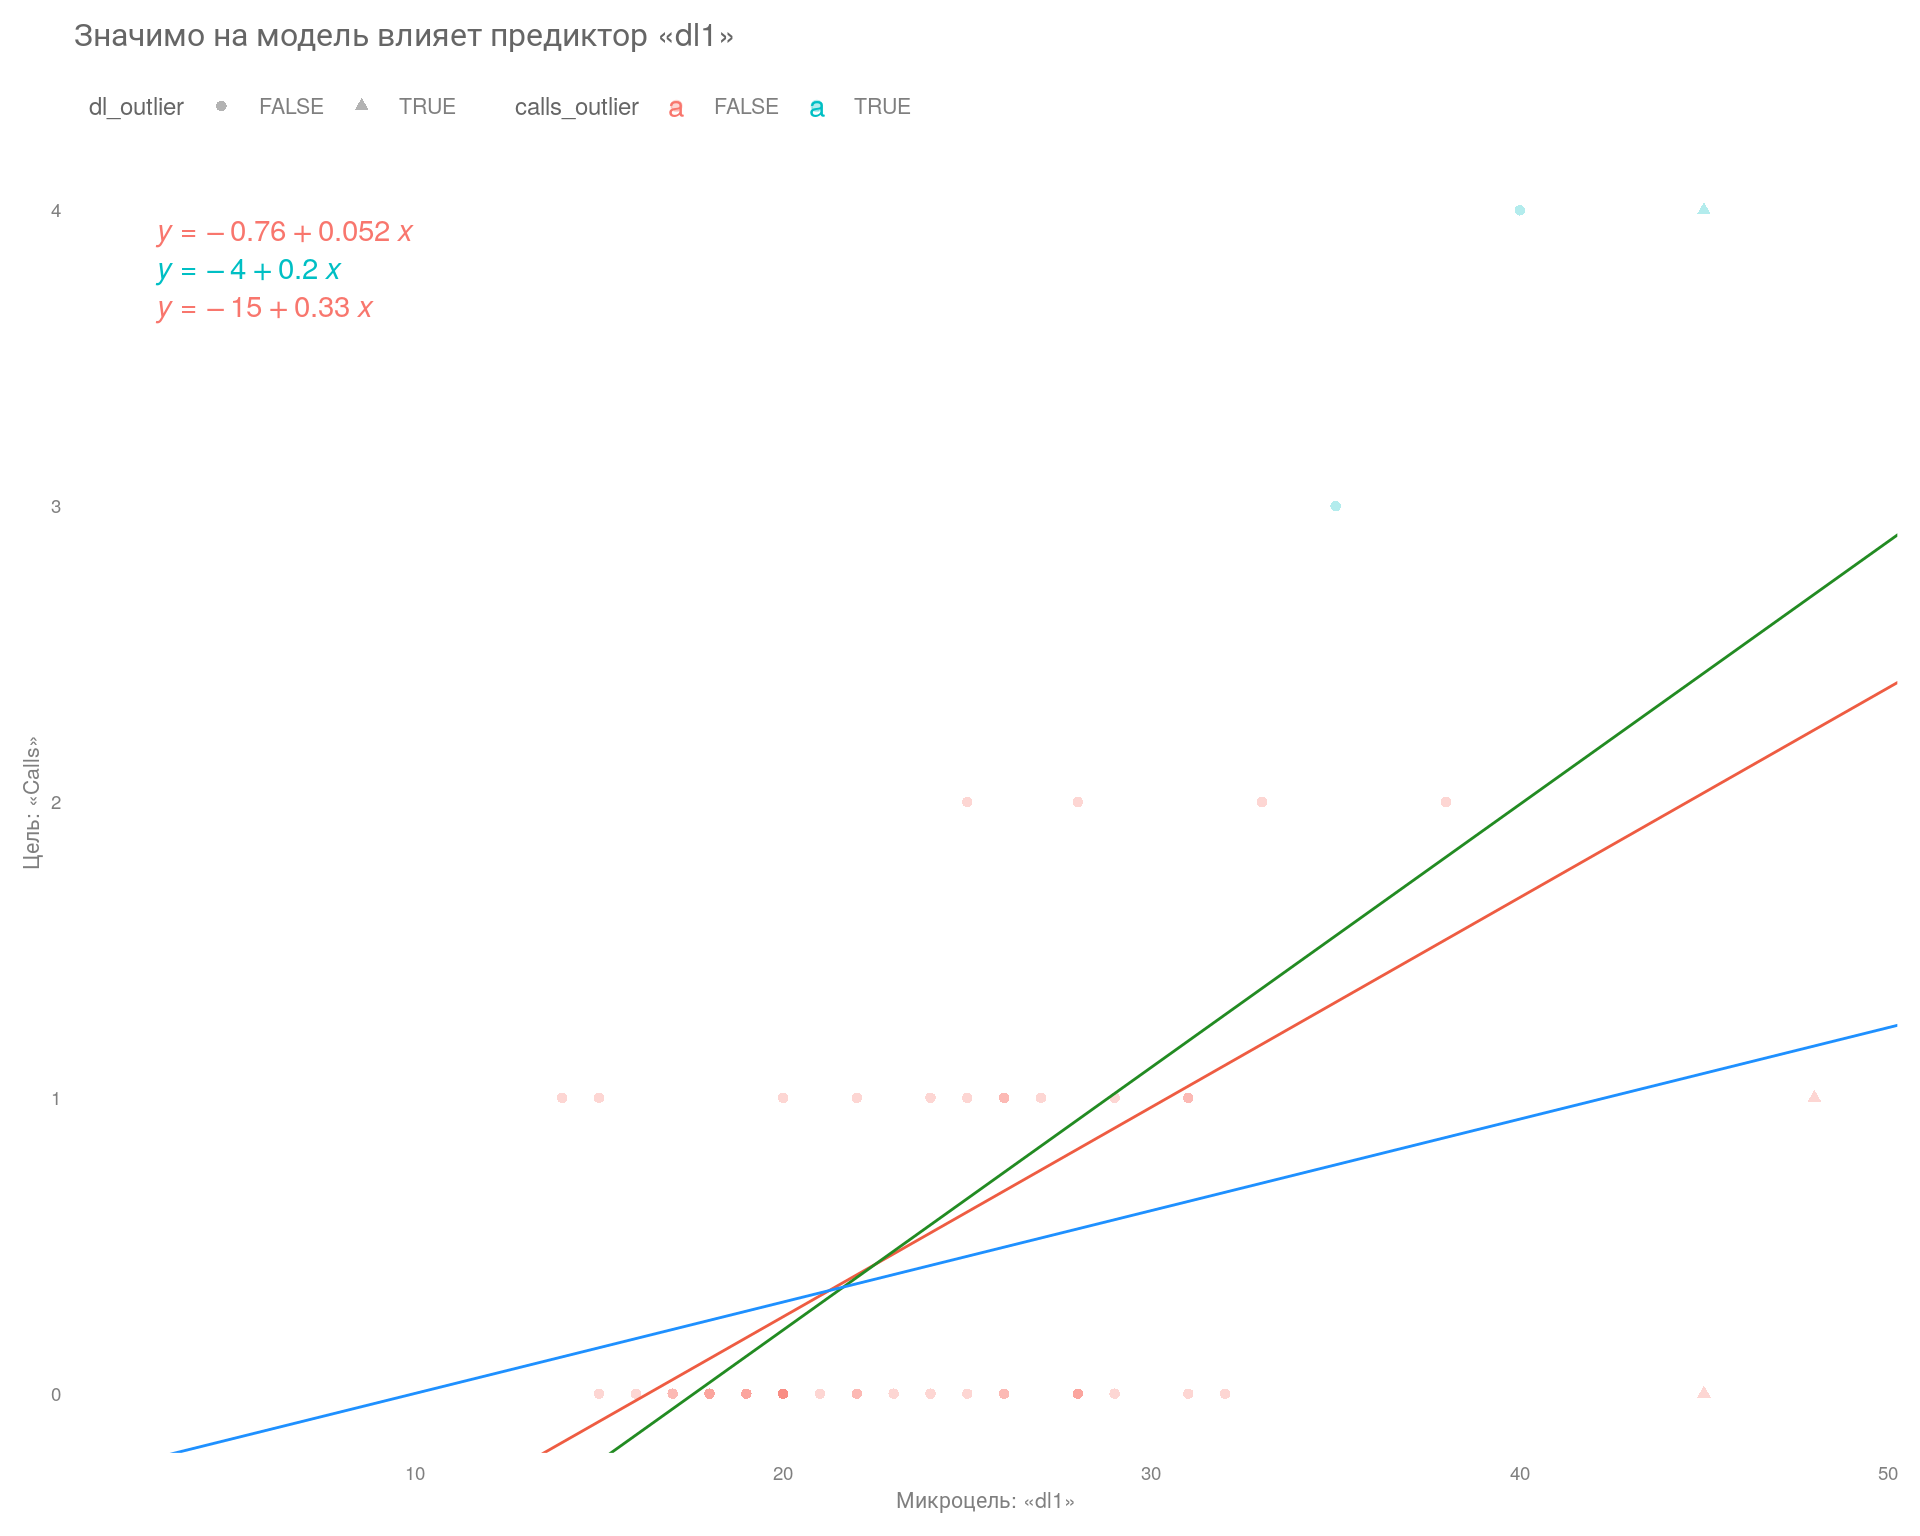 Значимо на модель влияет предиктор «dl1»
dl_outlier FALSE TRUE calls_outlier a FALSE a TRUE
4
y = − 0.76 + 0.052 x
y = − 4 + 0.2 x
y = − 15 + 0.33 x
3
2
1
0
Цель: «Calls»
10 20 30 40 50
Микроцель: «dl1»